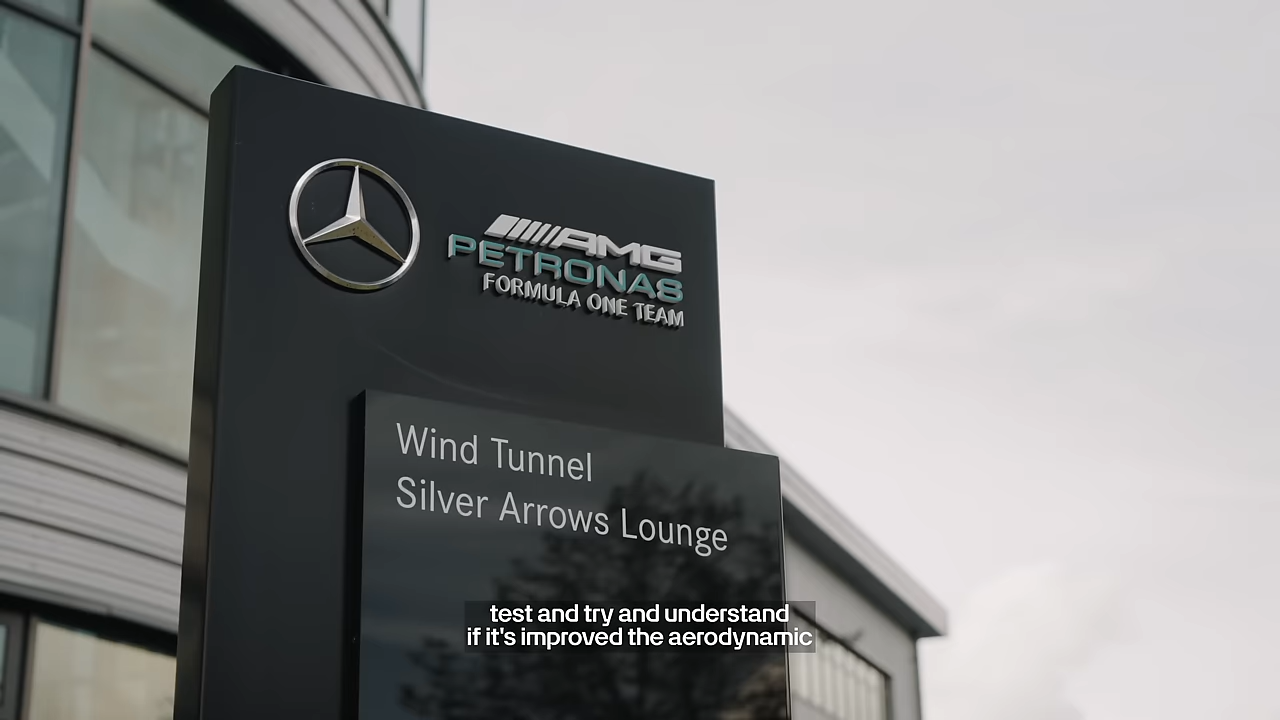 AMG
PETRONAS
FORMULA ONE TEAM
Wind Tunnel
Silver Arrows Lounge
test and try and understand
if it's improved the aerodynamic